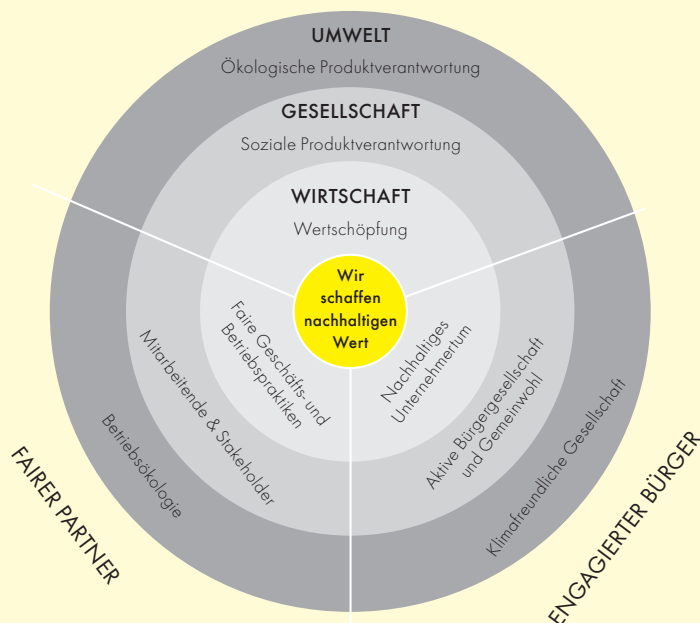 UMWELT
Ökologische Produktverantwortung
GESELLSCHAFT
Soziale Produktverantwortung
WIRTSCHAFT
Wertschöpfung
Wir
schaffen
nachhaltigen
Wert
Faire Geschäfts- und
Betriebspraktiken
Mitarbeitende & Stakeholder
Betriebsökologie
FAIRER PARTNER
Nachhaltiges
Unternehmertum
Aktive Bürgergesellschaft
und Gemeinwohl
Klimafreundliche Gesellschaft
ENGAGIERTER BÜRGER